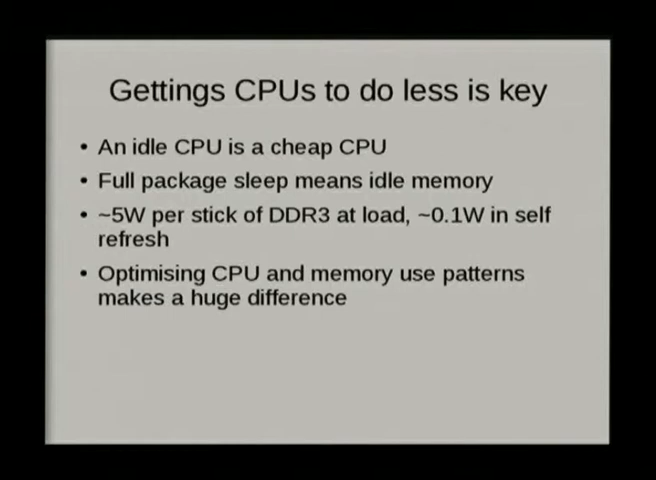 Gettings CPUs to do less is key
• An idle CPU is a cheap CPU
• Full package sleep means idle memory
• ~5W per stick of DDR3 at load, ~0.1W in self
refresh
• Optimising CPU and memory use patterns
makes a huge difference